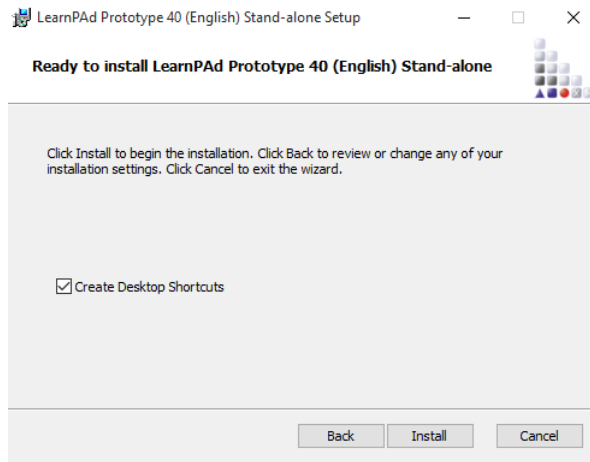 LearnPAd Prototype 40 (English) Stand-alone Setup
Ready to install LearnPAd Prototype 40 (English) Stand-alone
Click Install to begin the installation. Click Back to review or change any of your
installation settings. Click Cancel to exit the wizard.
Create Desktop Shortcuts
Back Install Cancel